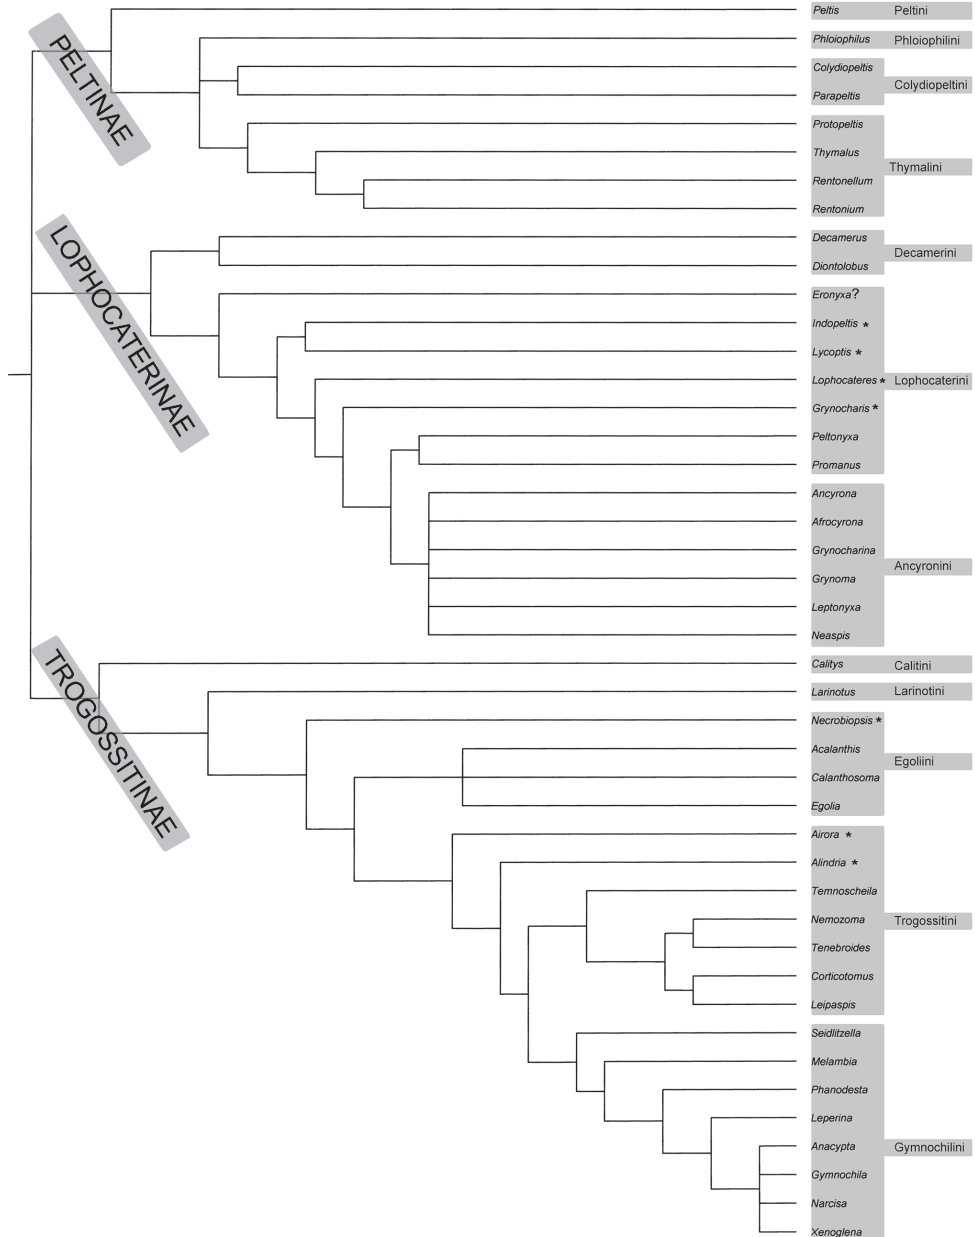 PELTINAE
Peltis Peltini
Phloiophilus Phloiophilini
Colydiopeltis
Colydiopeltini
Parapeltis
Protopeltis
Thymalus
Thymalini
Rentonellum
Rentonium
LOPHOCATERINAE
Decamerus
Decamerini
Diontolobus
Eronyxa?
Indopeltis *
Lycoptis *
Lophocateres * Lophocaterini
Grynocharis *
Peltonyxa
Promanus
Ancyrona
Afrocyrona
Grynocharina
Ancyronini
Grynoma
Leptonyxa
Neaspis
TROGOSSITINAE
Calitys Calitini
Larinotus Larinotini
Necrobiopsis *
Acalanthis
Egoliini
Calanthosoma
Egolia
Airora *
Alindria *
Temnoscheila
Nemozoma Trogossitini
Tenebroides
Corticotomus
Leipaspis
Seidlitzella
Melambia
Phanodesta
Leperina
Anacypta Gymnochilini
Gymnochila
Narcisa
Xenoglena